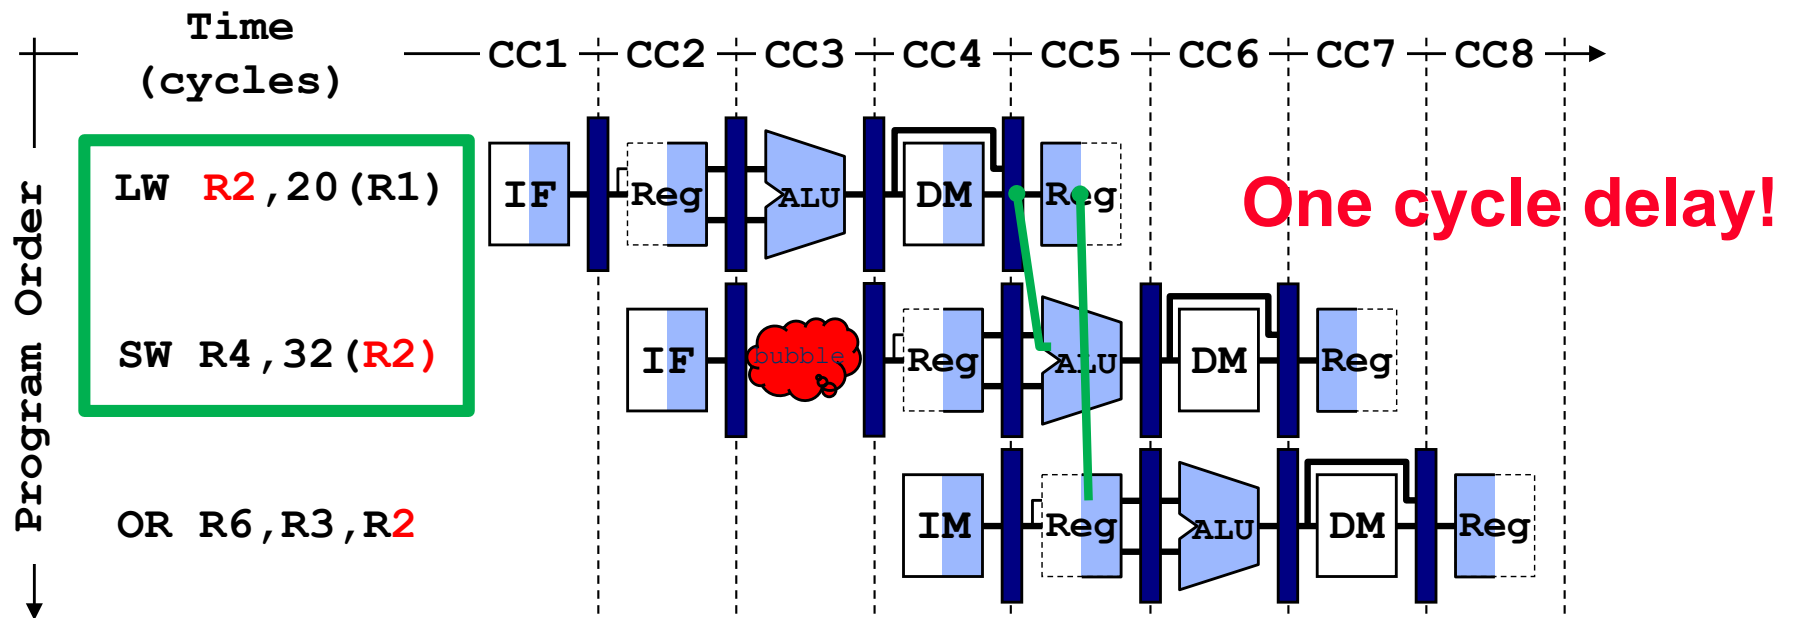 Time
(cycles)
CC1 CC2 CC3 CC4 CC5 CC6 CC7 CC8
Program Order
LW R2,20(R1)
IF Reg ALU DM Reg
One cycle delay!
SW R4,32(R2)
IF bubble Reg ALU DM Reg
OR R6,R3,R2
IM Reg ALU DM Reg